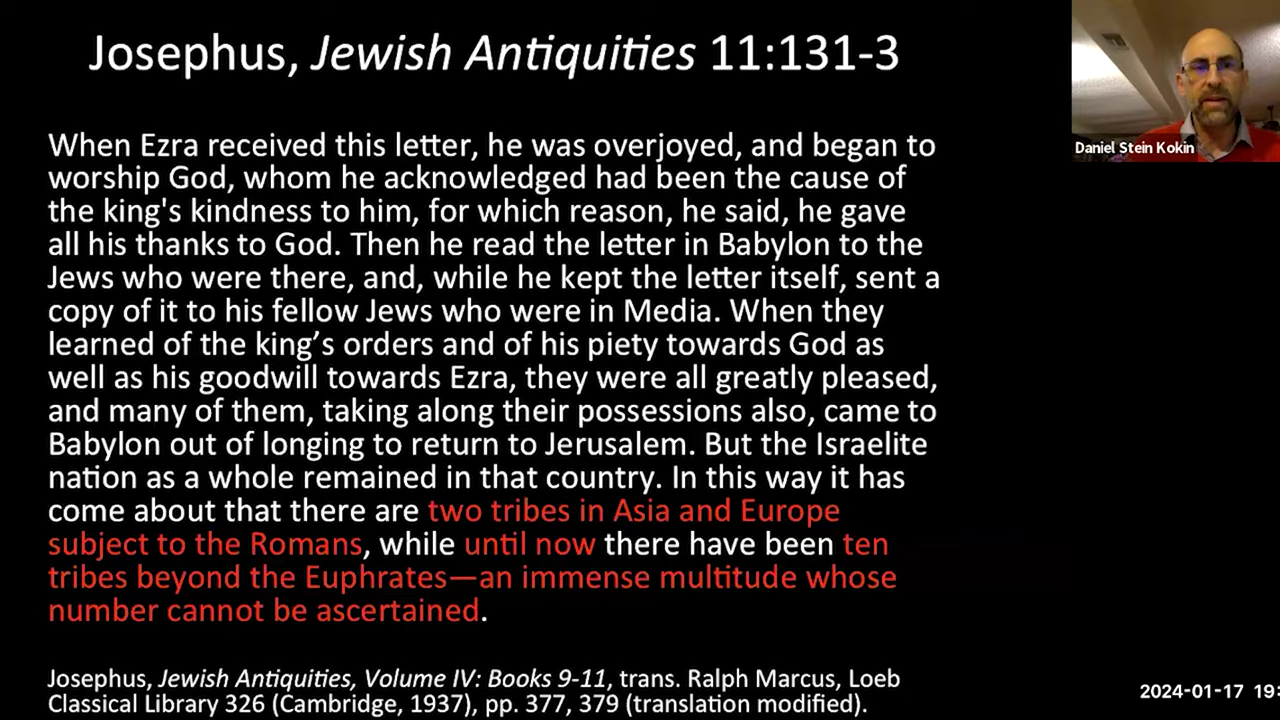 Josephus, Jewish Antiquities 11:131-3
When Ezra received this letter, he was overjoyed, and began to
worship God, whom he acknowledged had been the cause of
the king's kindness to him, for which reason, he said, he gave
all his thanks to God. Then he read the letter in Babylon to the
Jews who were there, and, while he kept the letter itself, sent a
copy of it to his fellow Jews who were in Media. When they
learned of the king’s orders and of his piety towards God as
well as his goodwill towards Ezra, they were all greatly pleased,
and many of them, taking along their possessions also, came to
Babylon out of longing to return to Jerusalem. But the Israelite
nation as a whole remained in that country. In this way it has
come about that there are two tribes in Asia and Europe
subject to the Romans, while until now there have been ten
tribes beyond the Euphrates—an immense multitude whose
number cannot be ascertained.
Josephus, Jewish Antiquities, Volume IV: Books 9-11, trans. Ralph Marcus, Loeb
Classical Library 326 (Cambridge, 1937), pp. 377, 379 (translation modified).
Daniel Stein Kokin
2024-01-17 19: